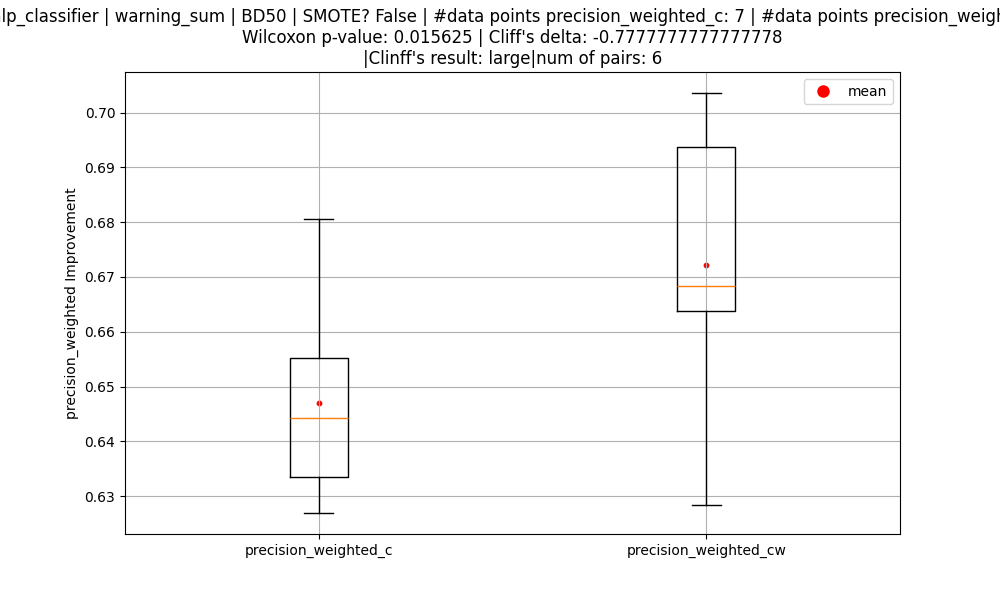 lp_classifier | warning_sum | BD50 | SMOTE? False | #data points precision_weighted_c: 7 | #data points precision_weigh
Wilcoxon p-value: 0.015625 | Cliff's delta: -0.7777777777777778
|Clinff's result: large|num of pairs: 6
mean
0.70
0.69
0.68
0.67
0.66
0.65
0.64
0.63
precision_weighted Improvement
precision_weighted_c
precision_weighted_cw